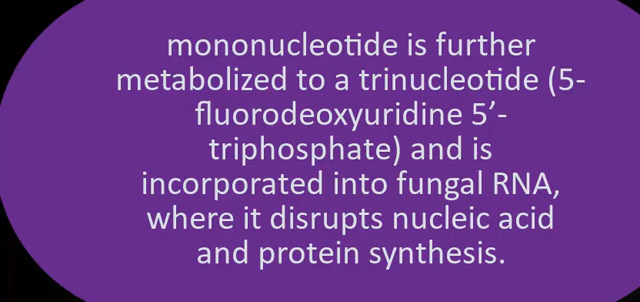 mononucleotide is further
metabolized to a trinucleotide (5-
fluorodeoxyuridine 5’-
triphosphate) and is
incorporated into fungal RNA,
where it disrupts nucleic acid
and protein synthesis.